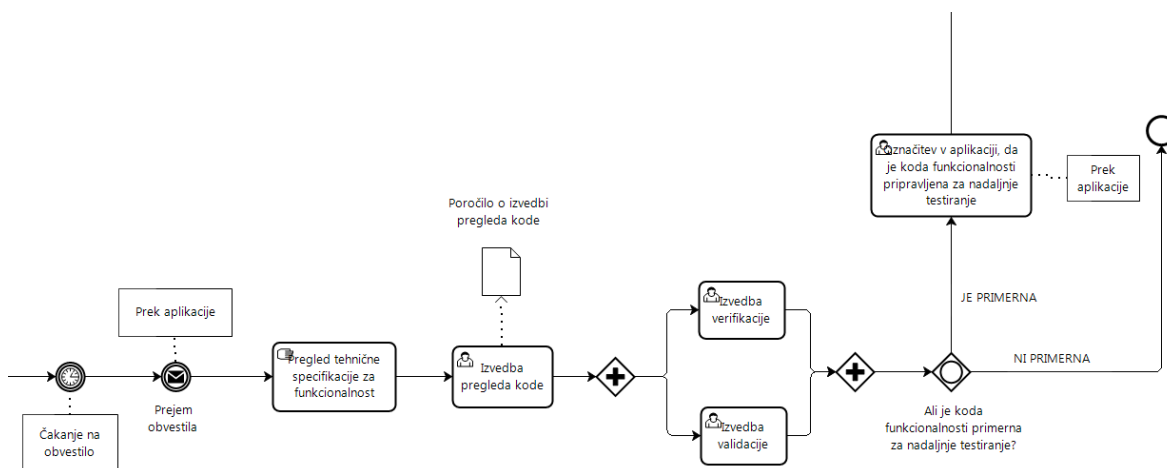 označitev v aplikaciji, da
je koda funkcionalnosti
pripravljena za nadaljnje
testiranje
Prek
aplikacije
Poročilo o izvedbi
pregleda kode
JE PRIMERNA
Prek aplikacije
Izvedba
verifikacije
NI PRIMERNA
Pregled tehnične
specifikacije za
funkcionalnost
Izvedba
pregleda kode
Prejem
obvestila
Čakanje na
obvestilo
Izvedba
validacije
Ali je koda
funkcionalnosti primerna
za nadaljnje testiranje?